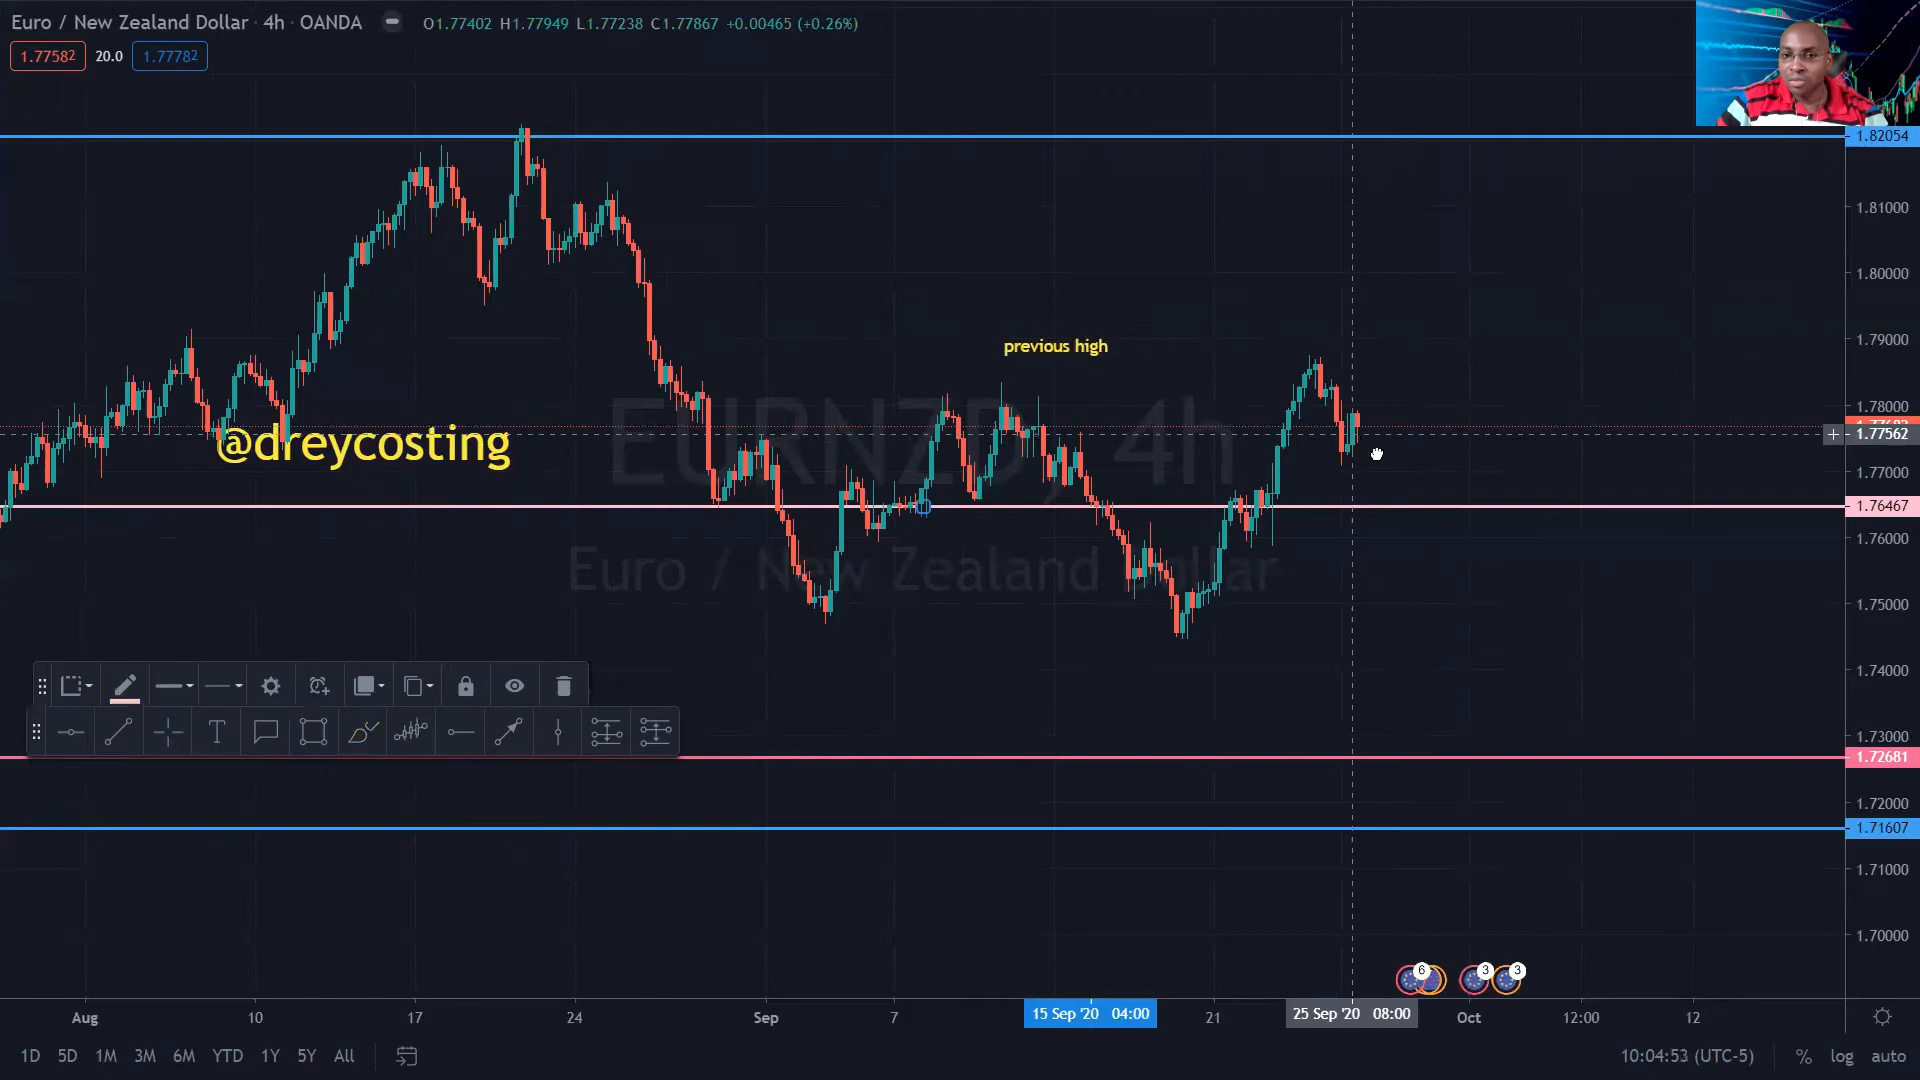 Euro / New Zealand Dollar · 4h · OANDA O1.77402 H1.77949 L1.77238 C1.77867 +0.00465 (+0.26%)
1.77582 20.0 1.77782
1.82054
1.81000
1.80000
1.79000
previous high
1.78000
@dreycosting
EURNZD, 4h
1.77562
1.77000
1.76467
1.76000
Euro / New Zealand Dollar
1.75000
1.74000
T
1.73000
1.72681
1.72000
1.71607
1.71000
1.70000
6 3 3
Aug 10 17 24 Sep 7 15 Sep '20 04:00 21 25 Sep '20 08:00 Oct 12:00 12
1D 5D 1M 3M 6M YTD 1Y 5Y All 10:04:53 (UTC-5) % log auto